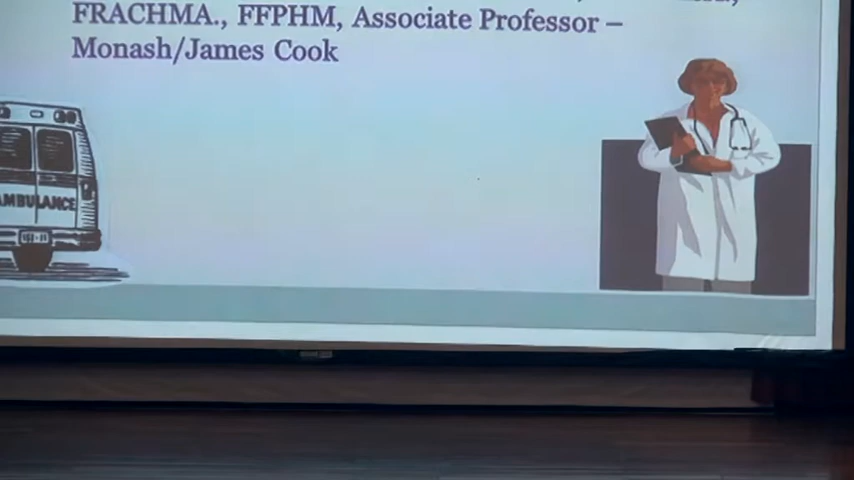 FRACHMA., FFPHM, Associate Professor –
Monash/James Cook
AMBULANCE